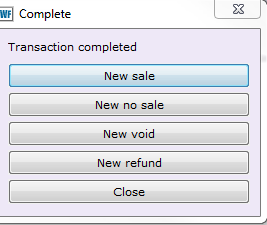 WF Complete
Transaction completed
New sale
New no sale
New void
New refund
Close